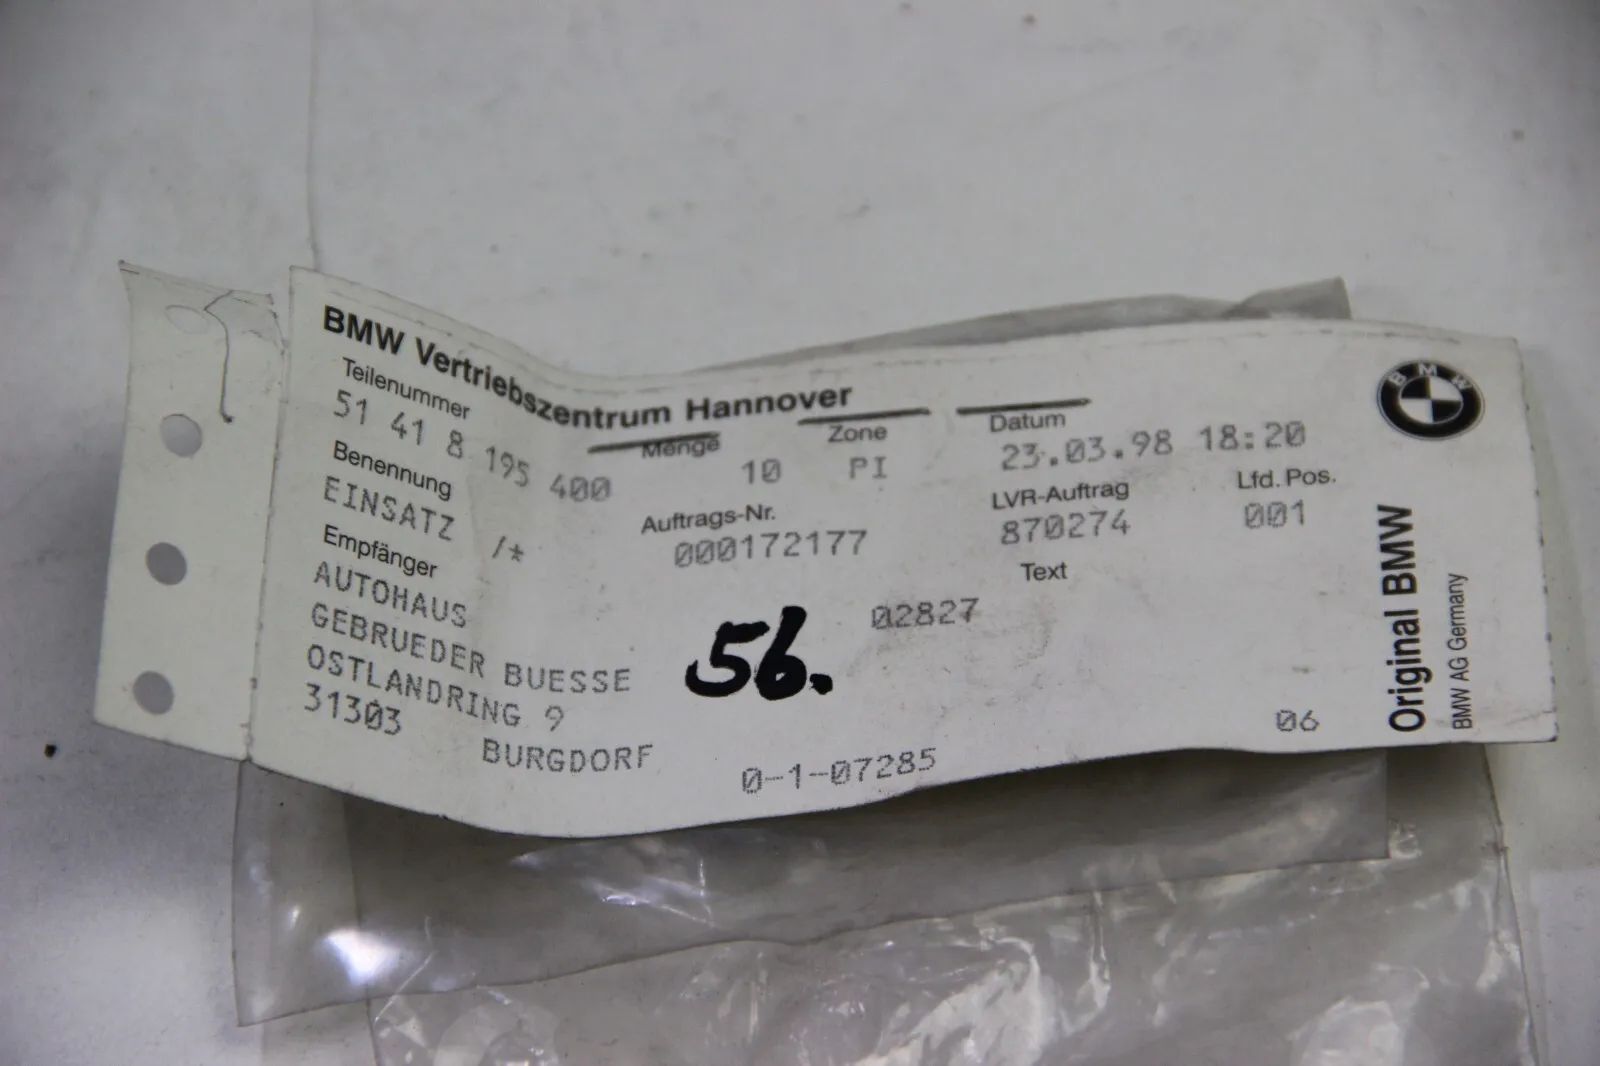 BMW Vertriebszentrum Hannover
Teilenummer Menge Zone Datum
51 41 8 195 400 10 PI 23.03.98 18:20
Benennung Auftrags-Nr. LVR-Auftrag Lfd. Pos.
EINSATZ /* 000172177 870274 001
Empfänger Text
AUTOHAUS 02827
GEBRUEDER BUESSE 56.
OSTLANDRING 9
31303 BURGDORF 0-1-07285 06
BMW
Original BMW
BMW AG Germany